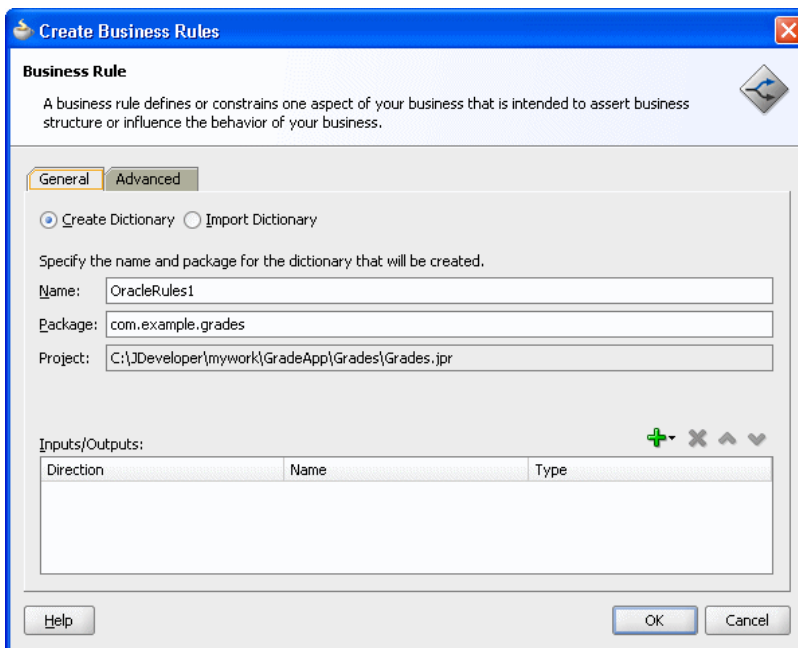 Create Business Rules
Business Rule
A business rule defines or constrains one aspect of your business that is intended to assert business
structure or influence the behavior of your business.
General Advanced
Create Dictionary Import Dictionary
Specify the name and package for the dictionary that will be created.
Name: OracleRules1
Package: com.example.grades
Project: C:\JDeveloper\mywork\GradeApp\Grades\Grades.jpr
Inputs/Outputs:
Direction Name Type
Help OK Cancel